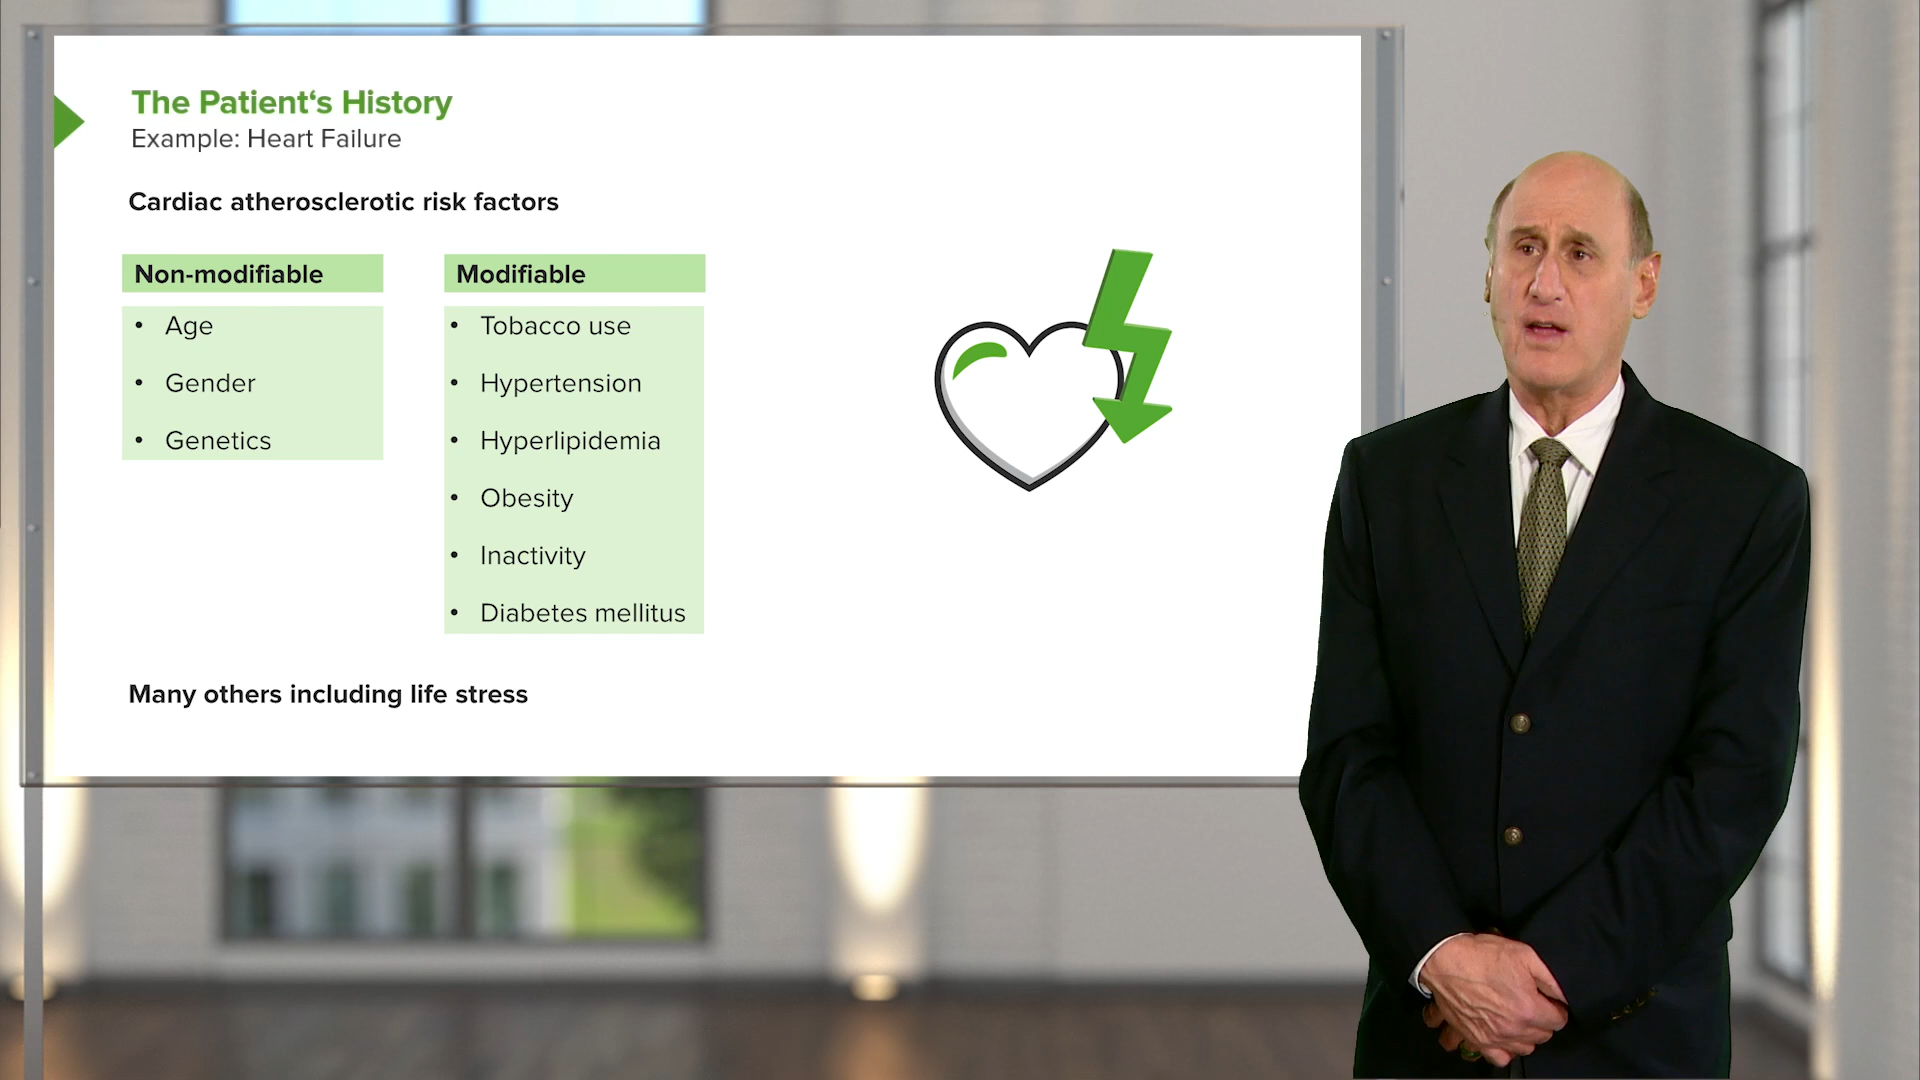 The Patient‘s History
Example: Heart Failure
Cardiac atherosclerotic risk factors
Non-modifiable
• Age
• Gender
• Genetics
Modifiable
• Tobacco use
• Hypertension
• Hyperlipidemia
• Obesity
• Inactivity
• Diabetes mellitus
Many others including life stress